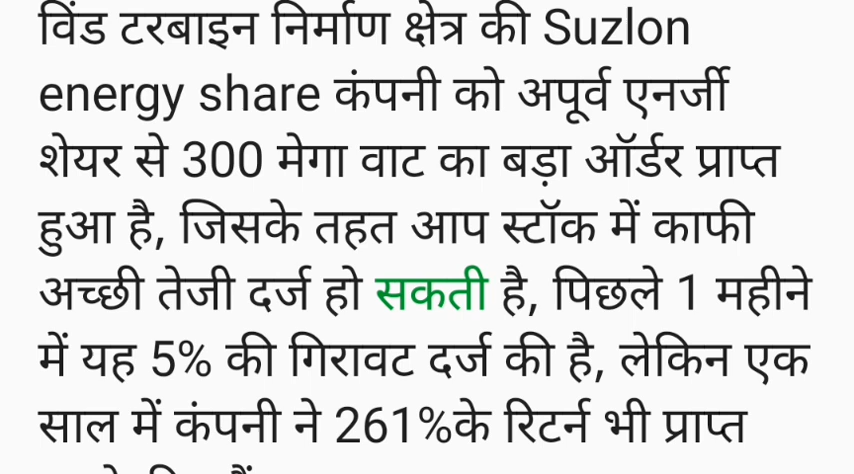 विंड टरबाइन निर्माण क्षेत्र की Suzlon
energy share कंपनी को अपूर्व एनर्जी
शेयर से 300 मेगा वाट का बड़ा ऑर्डर प्राप्त
हुआ है, जिसके तहत आप स्टॉक में काफी
अच्छी तेजी दर्ज हो सकती है, पिछले 1 महीने
में यह 5% की गिरावट दर्ज की है, लेकिन एक
साल में कंपनी ने 261%के रिटर्न भी प्राप्त